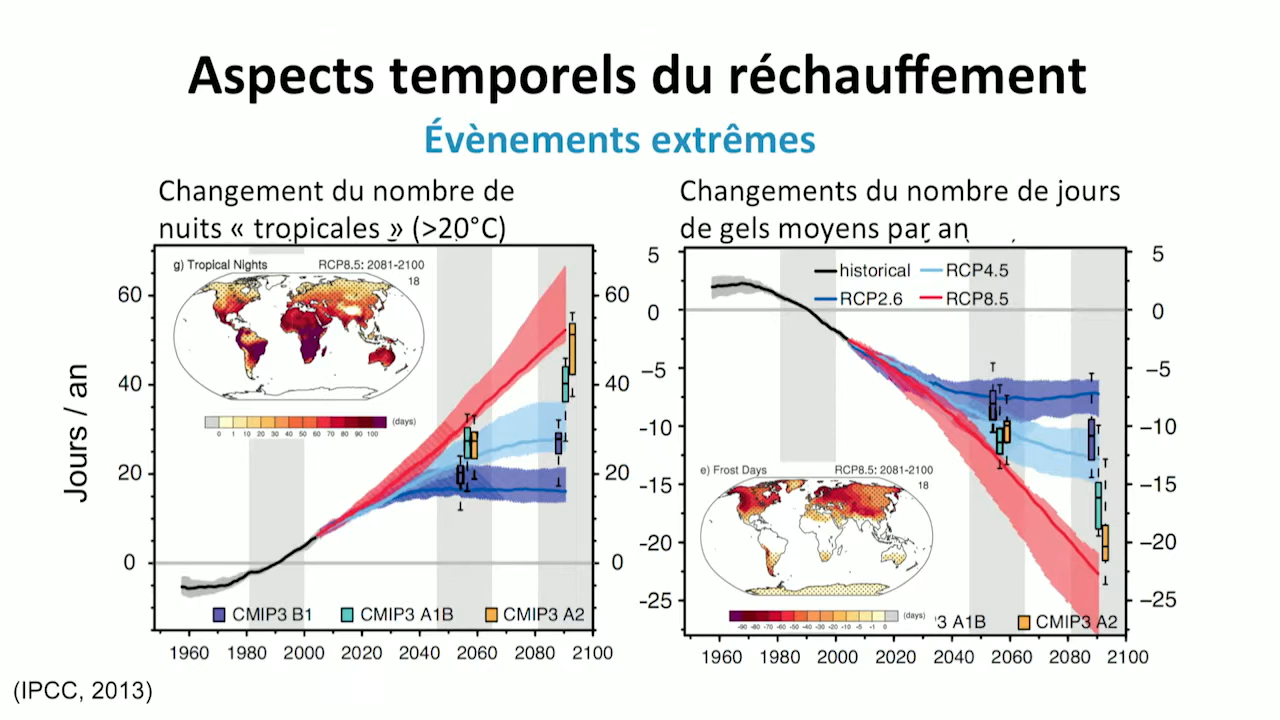 Aspects temporels du réchauffement
Évènements extrêmes
Changement du nombre de
nuits « tropicales » (>20°C)
g) Tropical Nights RCP8.5: 2081-2100
18
60 60
40 40
20 20
0 0
Jours / an
0 1 10 20 30 40 50 60 70 80 90 100 (days)
CMIP3 B1 CMIP3 A1B CMIP3 A2
1960 1980 2000 2020 2040 2060 2080 2100
Changements du nombre de jours
de gels moyens par an
5 5
historical RCP4.5
RCP2.6 RCP8.5
0 0
−5 −5
−10 −10
−15 −15
−20 −20
−25 −25
e) Frost Days RCP8.5: 2081-2100
18
-90 -80 -70 -60 -50 -40 -30 -20 -10 -5 -1 0 (days)
3 A1B CMIP3 A2
1960 1980 2000 2020 2040 2060 2080 2100
(IPCC, 2013)